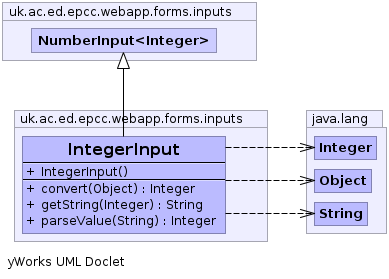 uk.ac.ed.epcc.webapp.forms.inputs
NumberInput<Integer>
uk.ac.ed.epcc.webapp.forms.inputs
IntegerInput
+ IntegerInput()
+ convert(Object) : Integer
+ getString(Integer) : String
+ parseValue(String) : Integer
java.lang
Integer
Object
String
yWorks UML Doclet